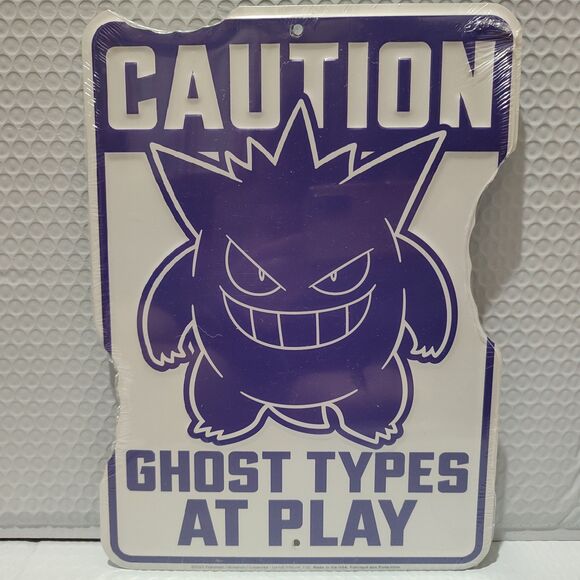 CAUTION
GHOST TYPES
AT PLAY